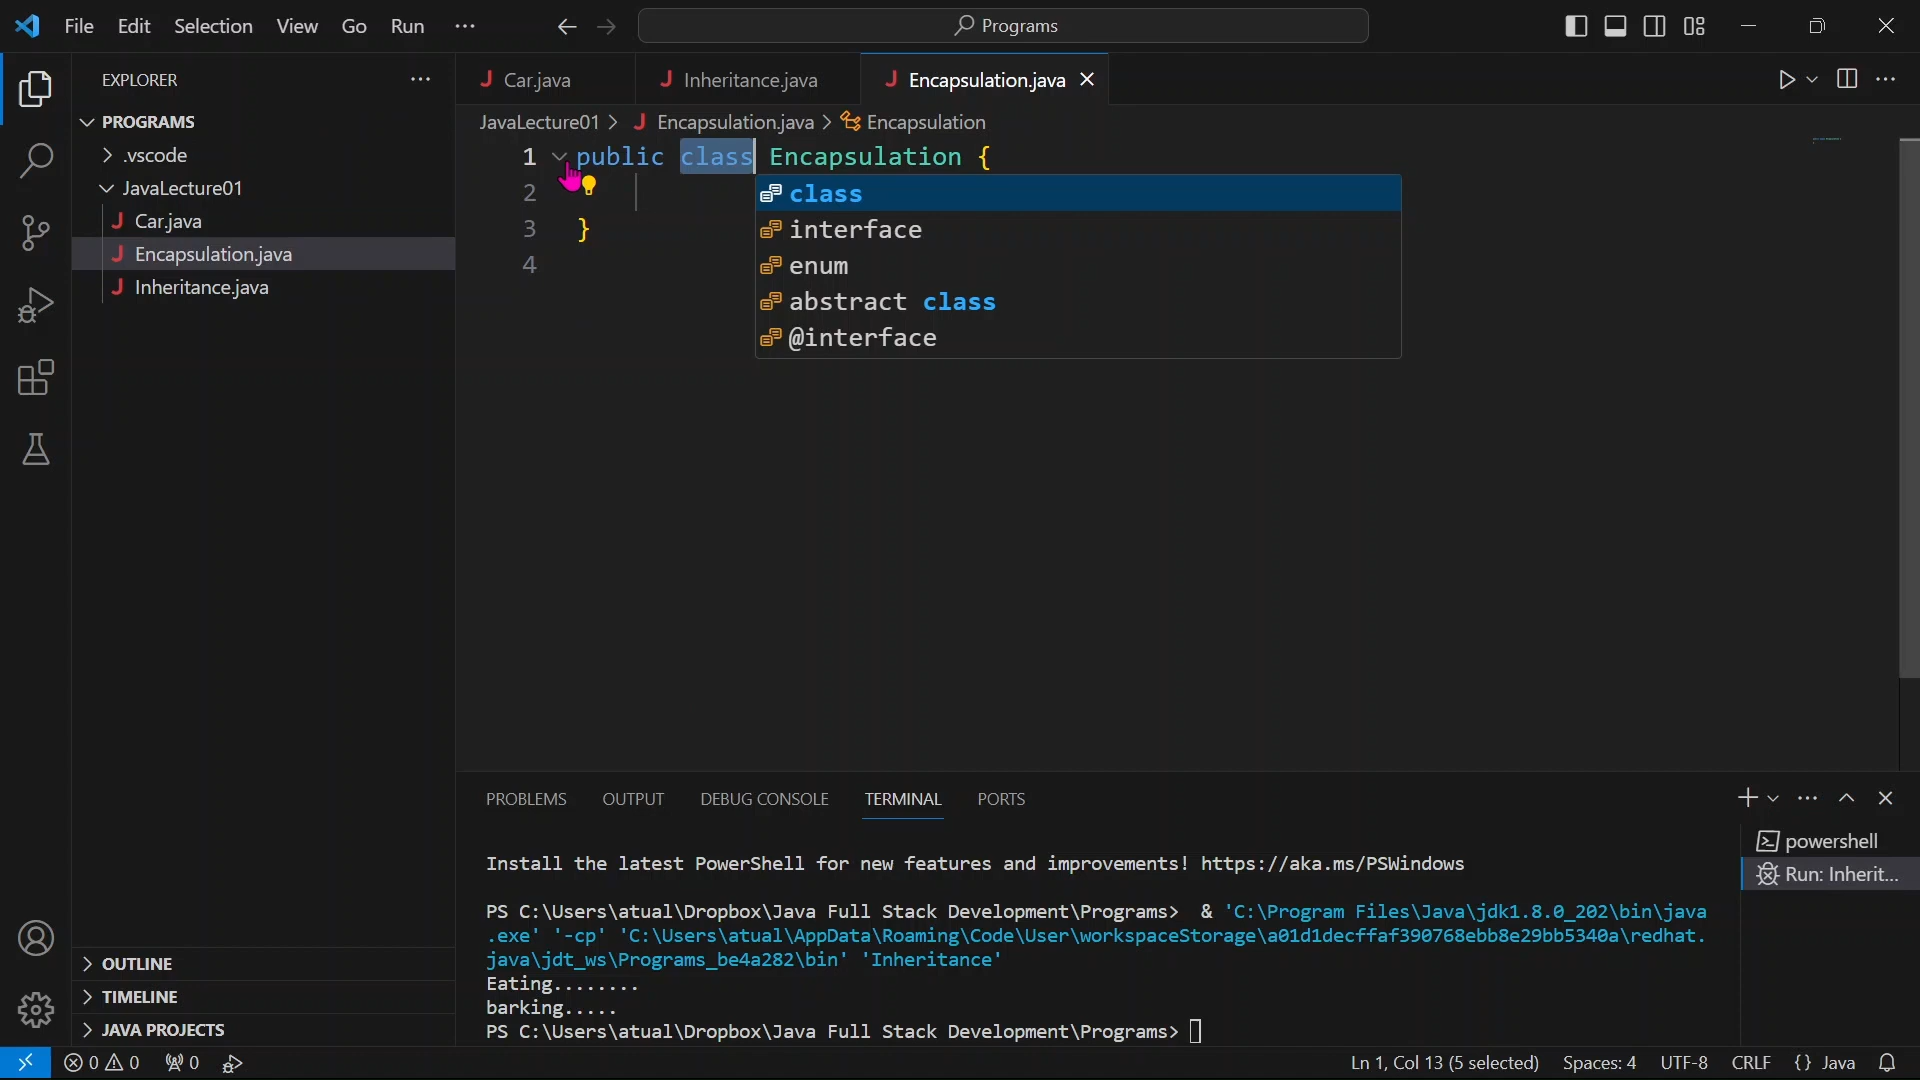 File Edit Selection View Go Run ··· Programs
EXPLORER
PROGRAMS
.vscode
JavaLecture01
Car.java
Encapsulation.java
Inheritance.java
OUTLINE
TIMELINE
JAVA PROJECTS
Car.java Inheritance.java Encapsulation.java
JavaLecture01 > Encapsulation.java > Encapsulation
1 public class Encapsulation {
2
3 }
4
class
interface
enum
abstract class
@interface
PROBLEMS OUTPUT DEBUG CONSOLE TERMINAL PORTS
Install the latest PowerShell for new features and improvements! https://aka.ms/PSWindows
PS C:\Users\atual\Dropbox\Java Full Stack Development\Programs> & 'C:\Program Files\Java\jdk1.8.0_202\bin\java
.exe' '-cp' 'C:\Users\atual\AppData\Roaming\Code\User\workspaceStorage\a01d1decffaf390768ebb8e29bb5340a\redhat.
java\jdt_ws\Programs_be4a282\bin' 'Inheritance'
Eating........
barking.....
PS C:\Users\atual\Dropbox\Java Full Stack Development\Programs>
powershell
Run: Inherit...
0 0 0 Ln 1, Col 13 (5 selected) Spaces: 4 UTF-8 CRLF {} Java